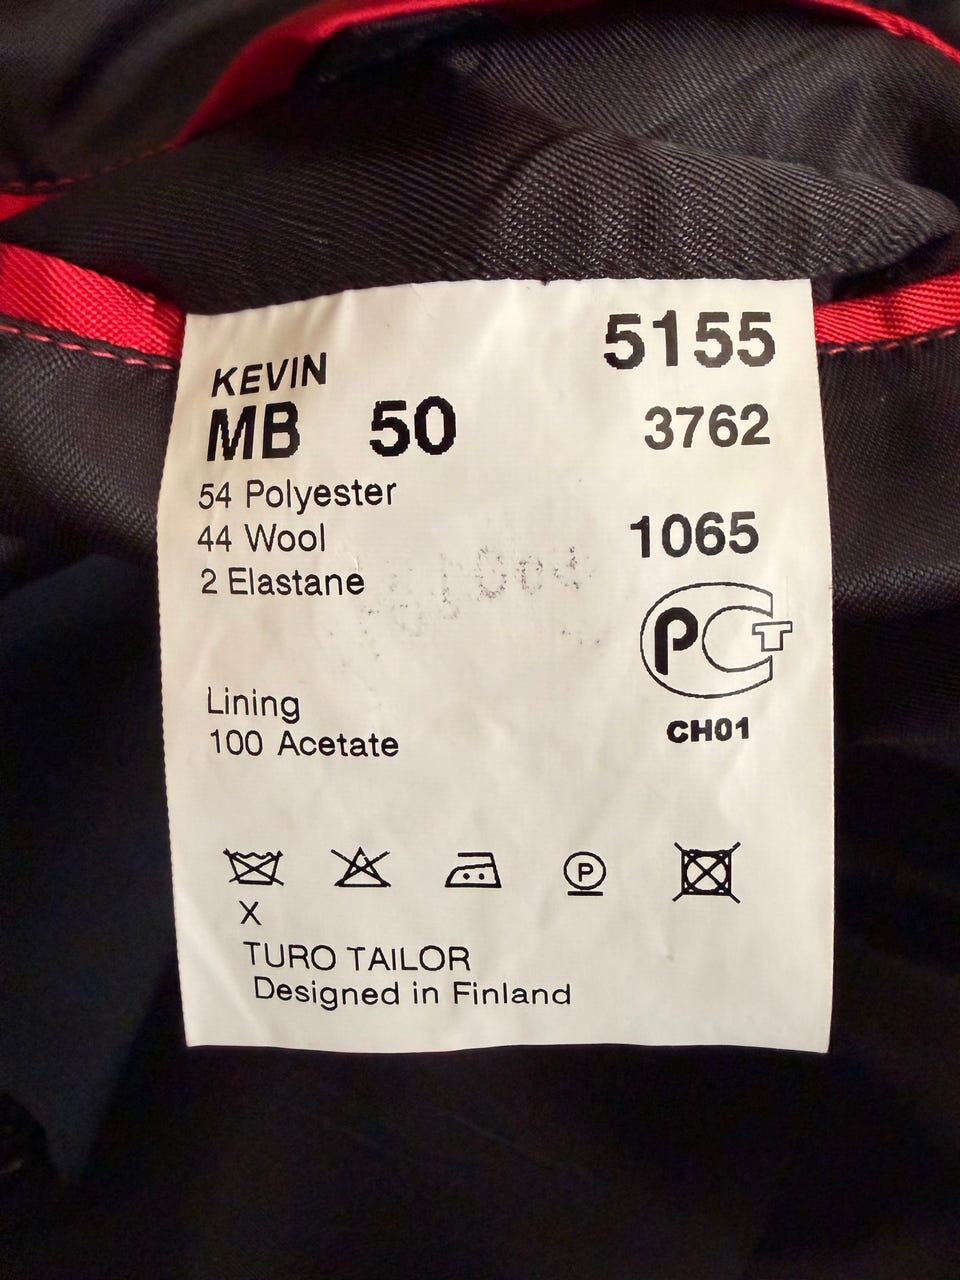 5155
KEVIN
MB 50 3762
54 Polyester
44 Wool 1065
2 Elastane
PCT
CH01
Lining
100 Acetate
P
X
TURO TAILOR
Designed in Finland